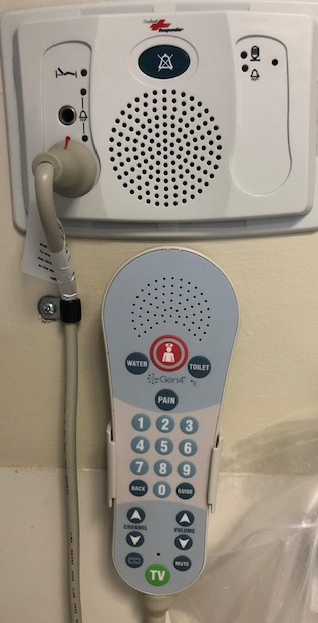 Responder
WATER
TOILET
Gen4
PAIN
1 2 3
4 5 6
7 8 9
BACK 0 GUIDE
CHANNEL VOLUME
MUTE
TV